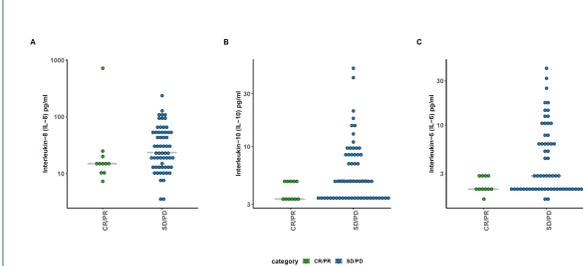 A
B
C
Interleukin−8 (IL−8) pg/ml
1000
100
10
CR/PR
SD/PD
Interleukin−10 (IL−10) pg/ml
30
10
3
CR/PR
SD/PD
Interleukin−6 (IL−6) pg/ml
30
10
3
CR/PR
SD/PD
category CR/PR SD/PD